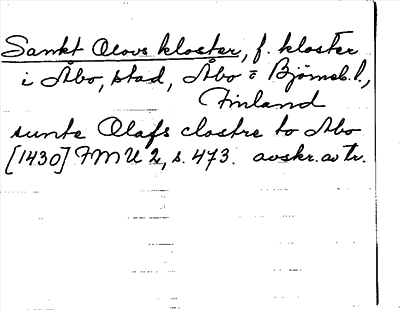 Sankt Olovs kloster, f. kloster
i Åbo, stad, Åbo o Björneb. l.,
Finland
sunte Olafs clostre to Abo
[1430] FMU 2, s. 473. avskr. av tr.